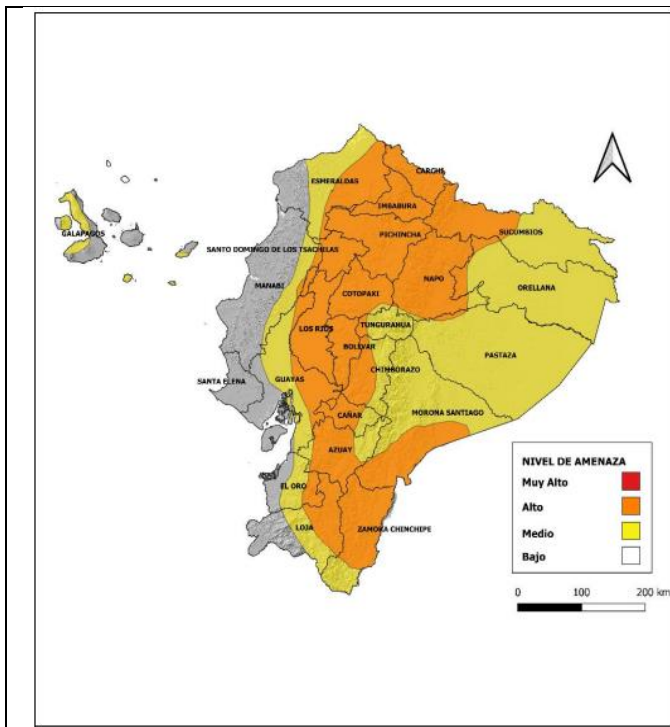 CARCHI
ESMERALDAS
IMBABURA
GALAPAGOS
SUCUMBIOS
PICHINCHA
SANTO DOMINGO DE LOS TSACHILAS
NAPO
MANABI
ORELLANA
COTOPAXI
TUNGURAHUA
LOS RIOS
BOLIVAR
PASTAZA
CHIMBORAZO
SANTA ELENA
GUAYAS
MORONA SANTIAGO
CAÑAR
AZUAY
EL ORO
LOJA
ZAMORA CHINCHIPE
NIVEL DE AMENAZA
Muy Alto
Alto
Medio
Bajo
0 100 200 km